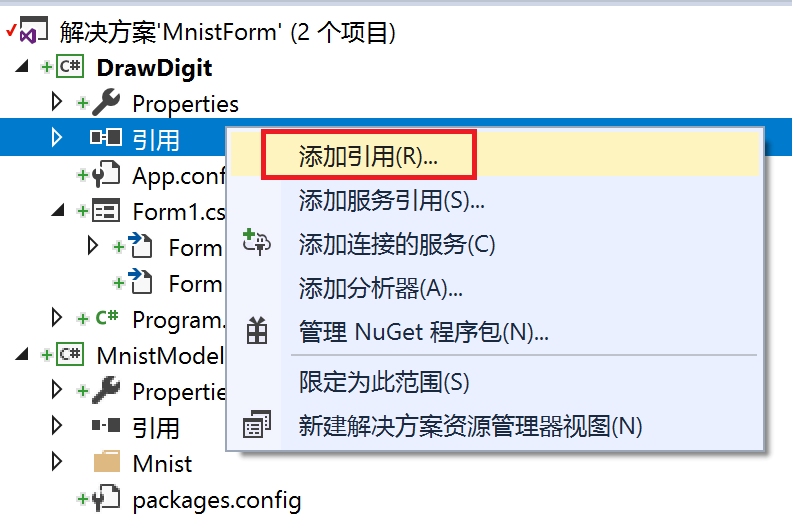 解决方案'MnistForm' (2 个项目)
C# DrawDigit
Properties
引用
添加引用(R)...
App.conf
添加服务引用(S)...
Form1.cs
添加连接的服务(C)
Form
Form
添加分析器(A)...
C# Program.
管理 NuGet 程序包(N)...
C# MnistModel
Propertie
限定为此范围(S)
引用
新建解决方案资源管理器视图(N)
Mnist
packages.config